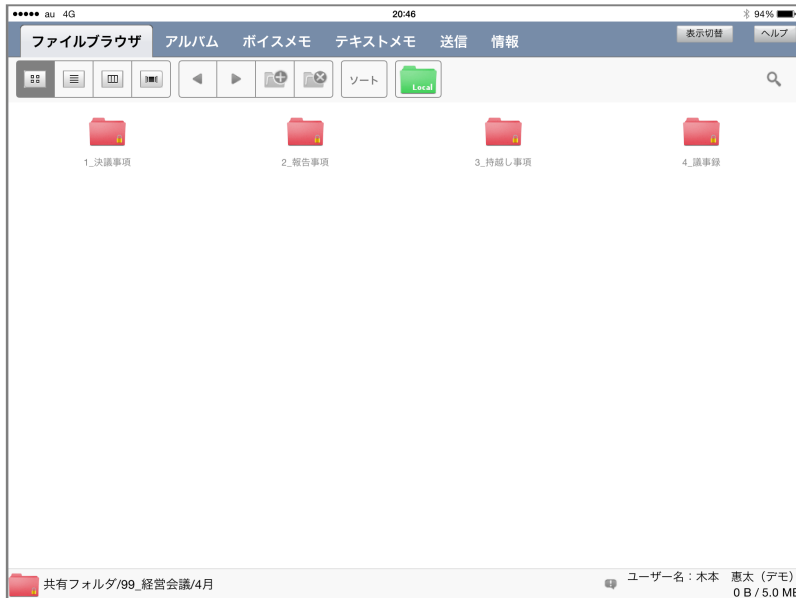 au 4G 20:46 94%
ファイルブラウザ アルバム ボイスメモ テキストメモ 送信 情報 表示切替 ヘルプ
ソート Local
1_決議事項 2_報告事項 3_持越し事項 4_議事録
共有フォルダ/99_経営会議/4月 ユーザー名：木本 惠太（デモ）
0 B / 5.0 MB